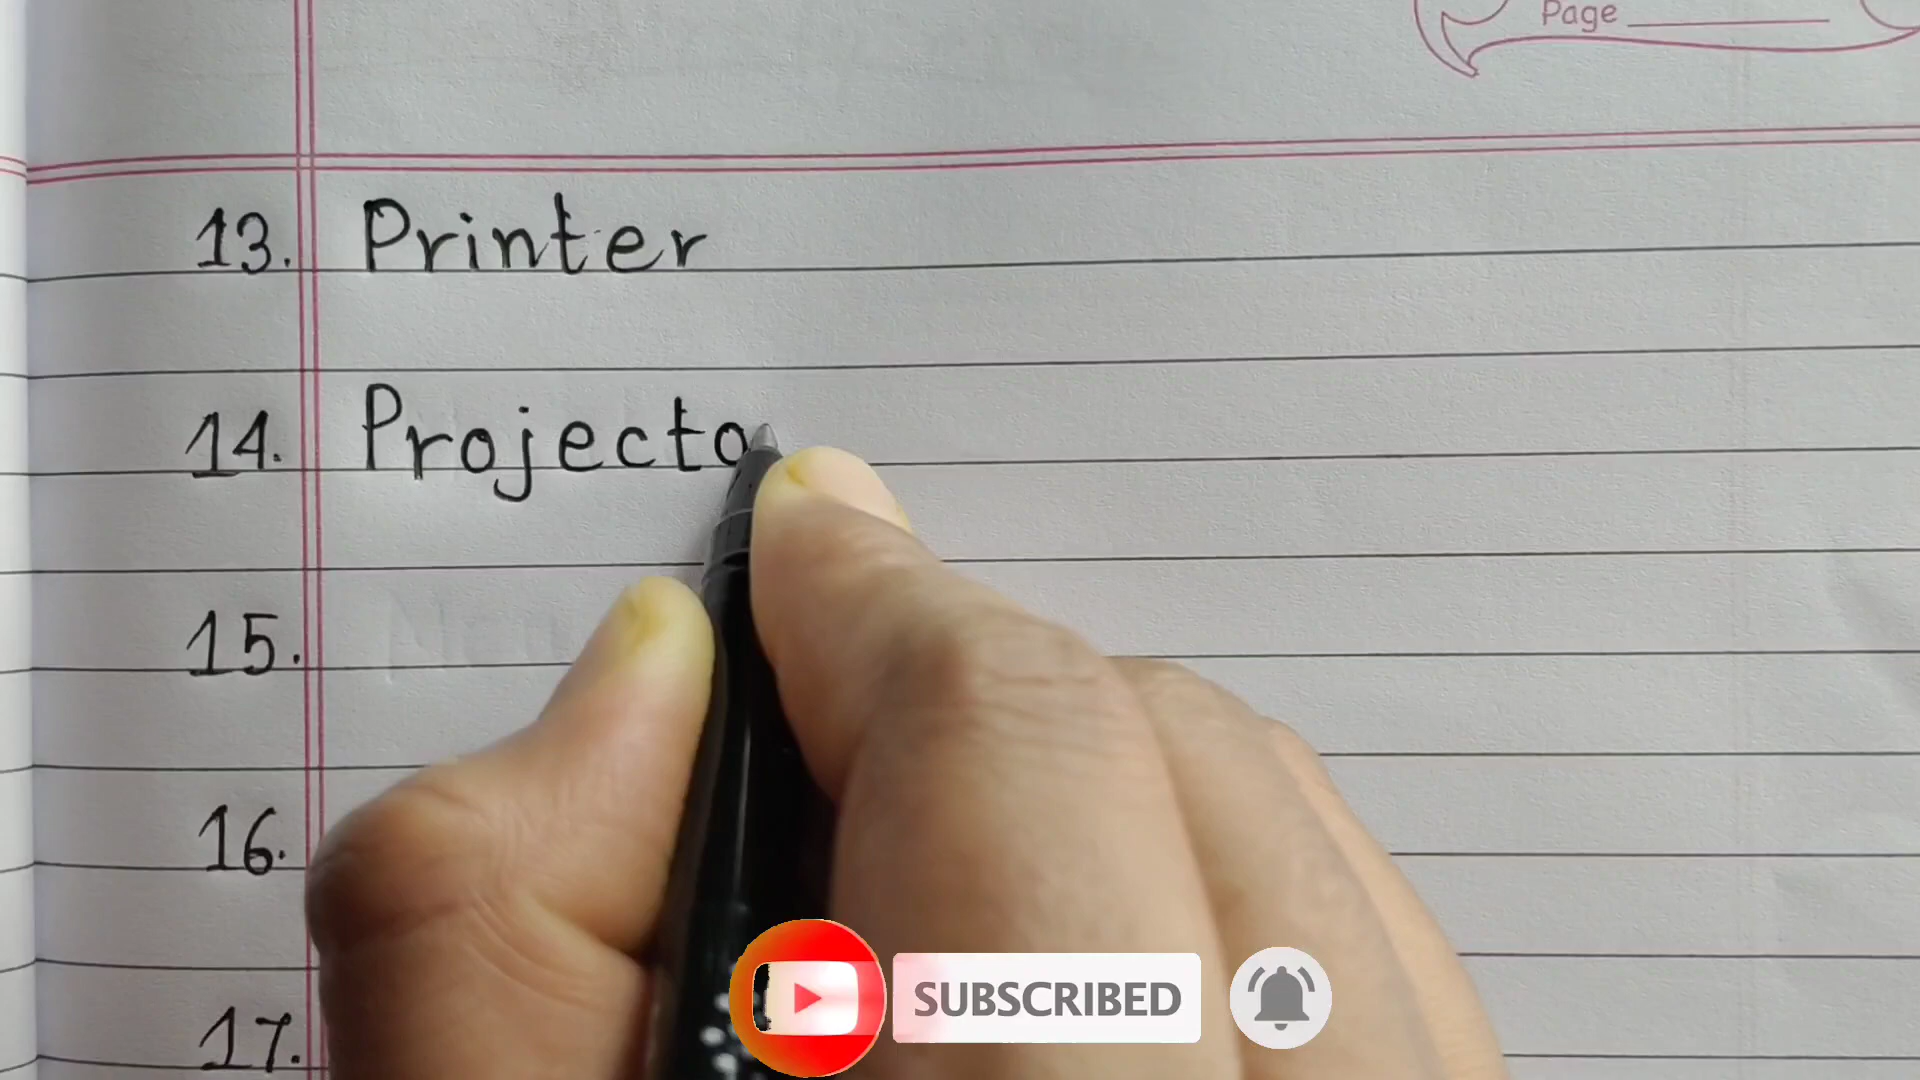 Page
13. Printer
14. Projecto
15.
16.
17.
SUBSCRIBED